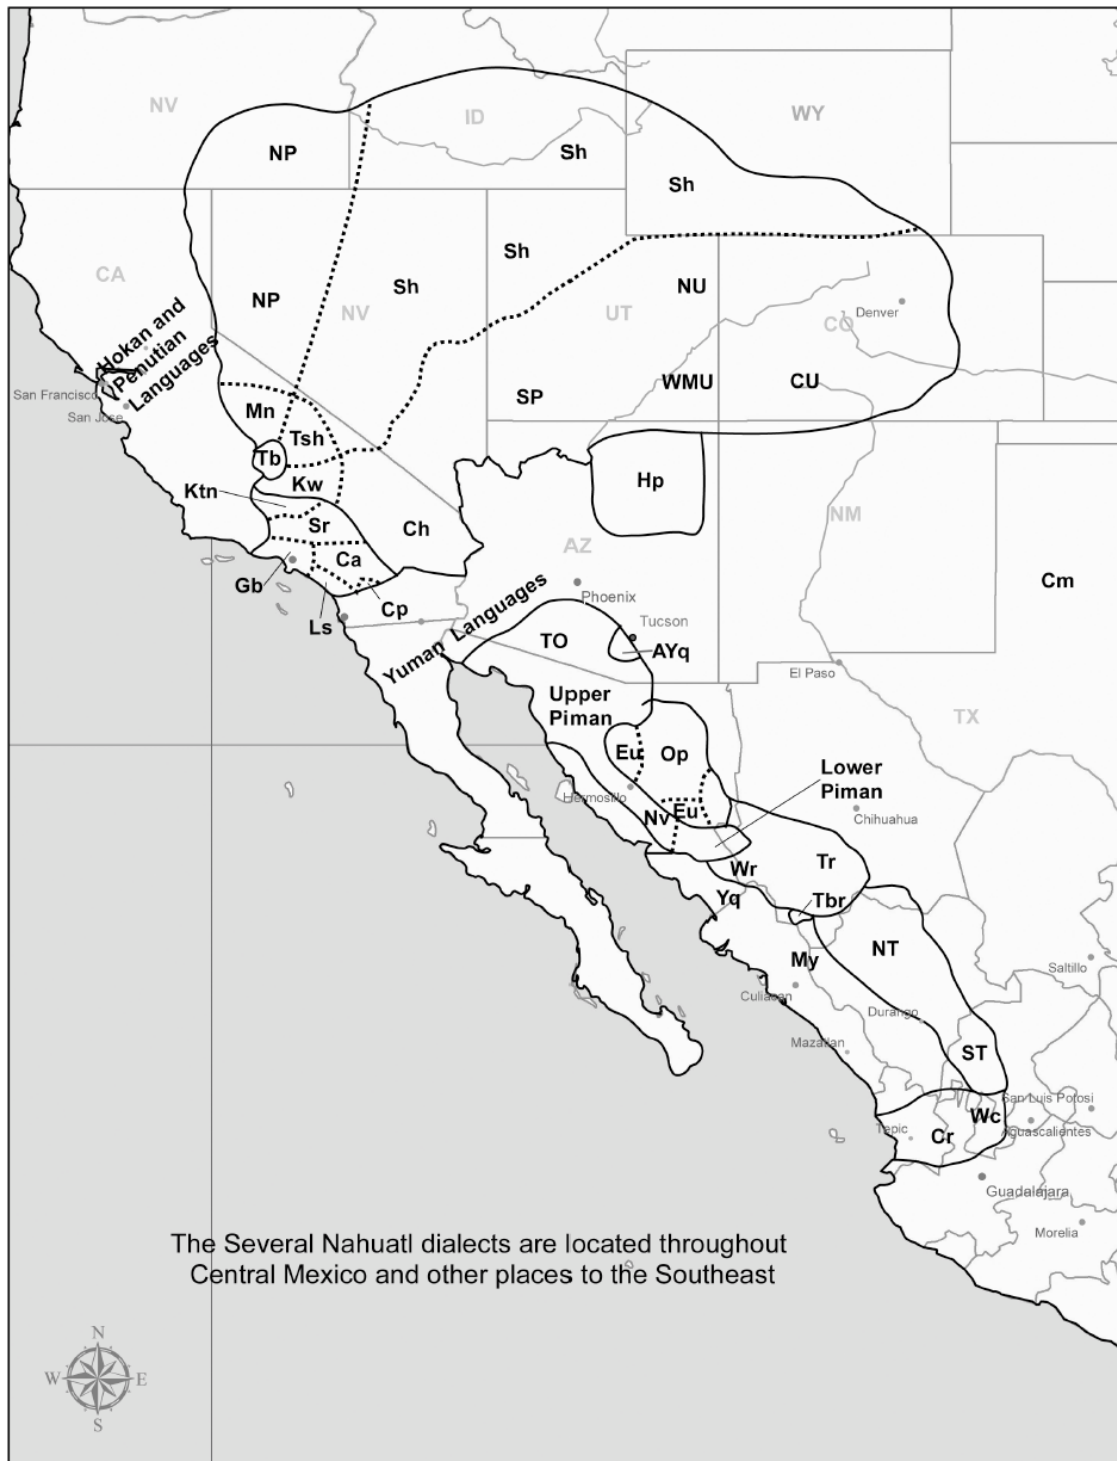 NV
ID
WY
NP
Sh
Sh
CA
NP
Sh
NV
Sh
UT
NU
CO
Denver
Hokan and
Penutian
Languages
San Francisco
San Jose
SP
WMU
CU
Mn
Tsh
Tb
Kw
Ktn
Sr
Ch
Hp
NM
AZ
Gb
Ca
Cp
Ls
Cm
Phoenix
Yuman Languages
TO
Tucson
AYq
El Paso
TX
Upper
Piman
Eu
Op
Hermosillo
Nv
Eu
Lower
Piman
Chihuahua
Wr
Tr
Yq
Tbr
My
NT
Saltillo
Culiacan
Durango
Mazatlan
ST
San Luis Potosi
Wc
Aguascalientes
Tepic
Cr
Guadalajara
Morelia
The Several Nahuatl dialects are located throughout
Central Mexico and other places to the Southeast
N
W E
S